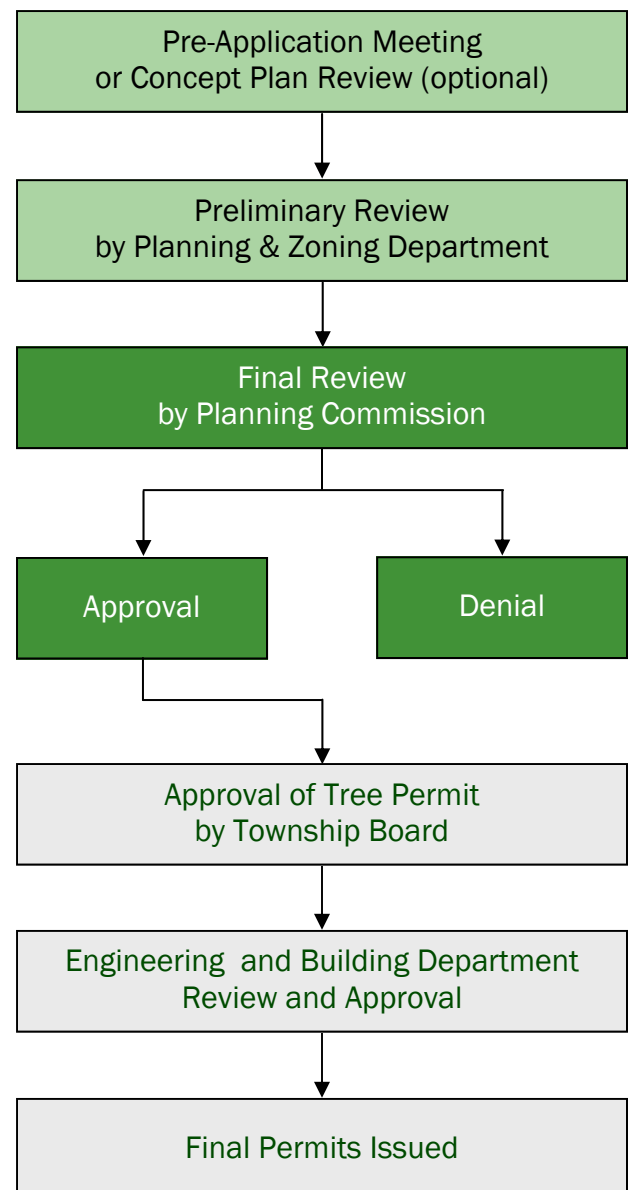 Pre-Application Meeting
or Concept Plan Review (optional)
Preliminary Review
by Planning & Zoning Department
Final Review
by Planning Commission
Approval
Denial
Approval of Tree Permit
by Township Board
Engineering  and Building Department
Review and Approval
Final Permits Issued